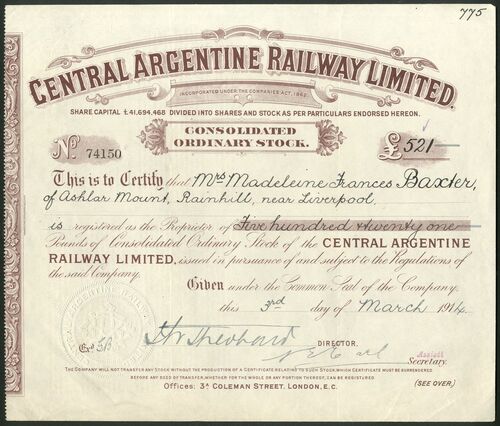 775
CENTRAL ARGENTINE RAILWAY LIMITED.
INCORPORATED UNDER THE COMPANIES ACT, 1862
SHARE CAPITAL £41,694,468 DIVIDED INTO SHARES AND STOCK AS PER PARTICULARS ENDORSED HEREON.
CONSOLIDATED
ORDINARY STOCK.
No. 74150
£ 521
This is to Certify that Mrs Madeleine Frances Baxter,
of Ashlar Mount, Rainhill, near Liverpool,
is registered as the Proprietor of Five hundred & twenty one
Pounds of Consolidated Ordinary Stock of the CENTRAL ARGENTINE
RAILWAY LIMITED, issued in pursuance of and subject to the Regulations of
the said Company.
Given under the Common Seal of the Company,
this 3rd day of March 1914.
DIRECTOR.
Assist
Secretary.
THE COMPANY WILL NOT TRANSFER ANY STOCK WITHOUT THE PRODUCTION OF A CERTIFICATE RELATING TO SUCH STOCK, WHICH CERTIFICATE MUST BE SURRENDERED
BEFORE ANY DEED OF TRANSFER, WHETHER FOR THE WHOLE OR ANY PORTION THEREOF, CAN BE REGISTERED.
Offices: 3A COLEMAN STREET, LONDON, E.C.
(SEE OVER.)